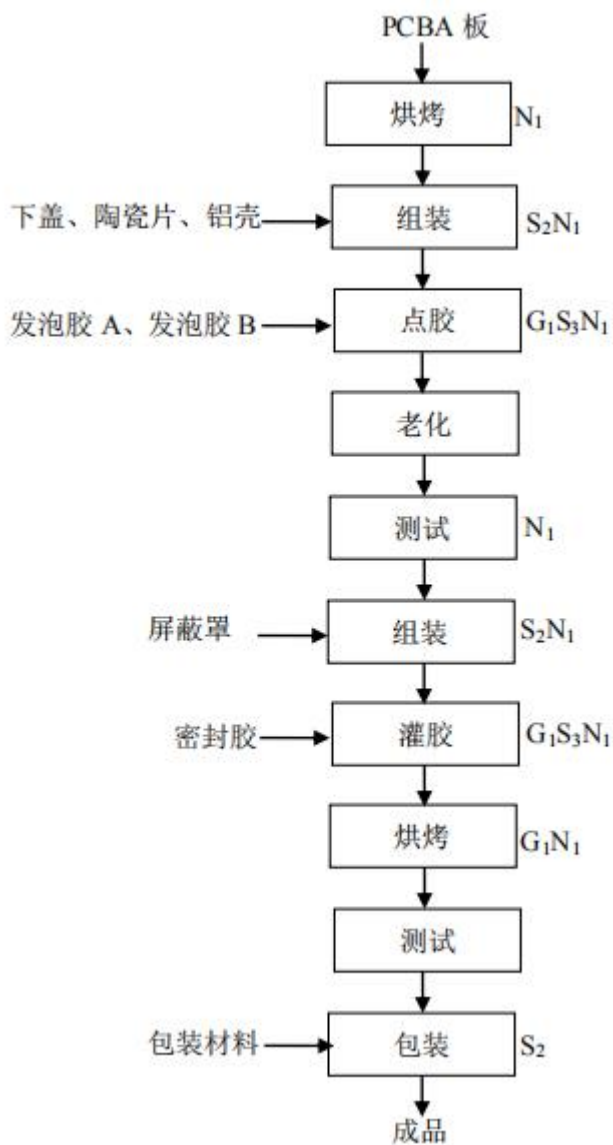 PCBA 板
烘烤 N₁
下盖、陶瓷片、铝壳 组装 S₂N₁
发泡胶 A、发泡胶 B 点胶 G₁S₃N₁
老化
测试 N₁
屏蔽罩 组装 S₂N₁
密封胶 灌胶 G₁S₃N₁
烘烤 G₁N₁
测试
包装材料 包装 S₂
成品